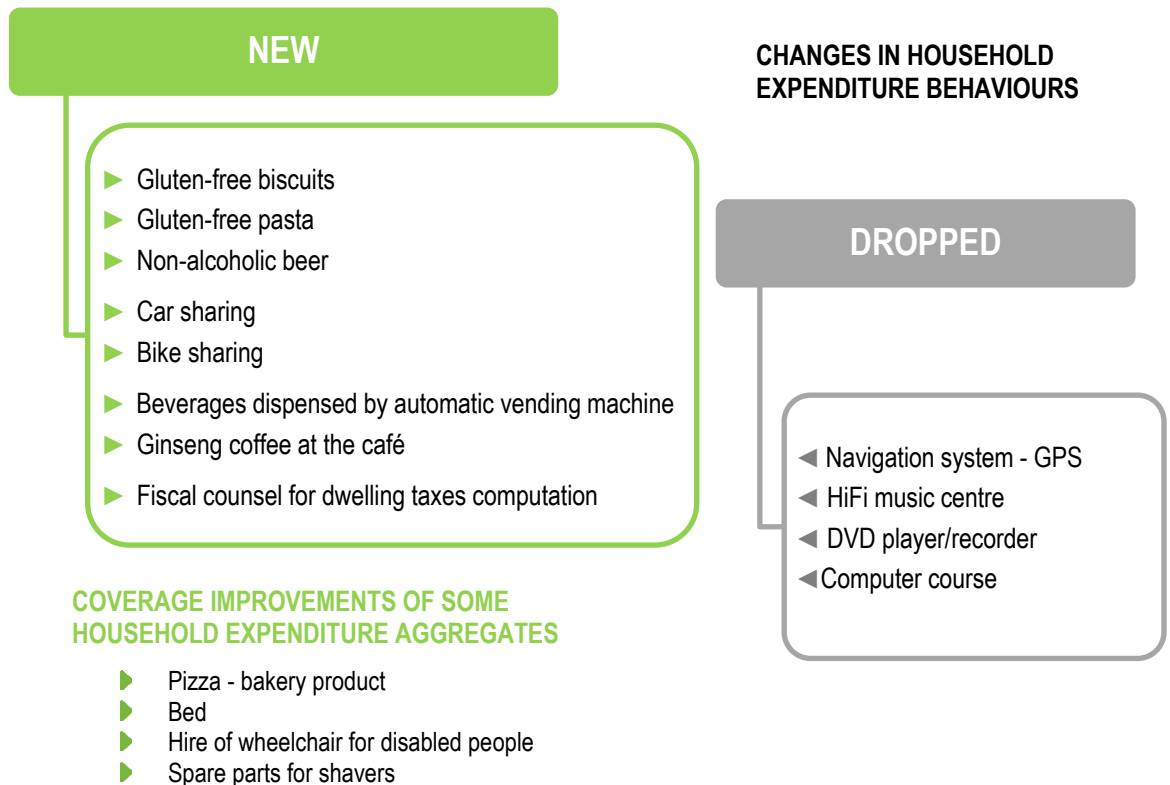 NEW
CHANGES IN HOUSEHOLD
EXPENDITURE BEHAVIOURS
Gluten-free biscuits
Gluten-free pasta
Non-alcoholic beer
Car sharing
Bike sharing
Beverages dispensed by automatic vending machine
Ginseng coffee at the café
Fiscal counsel for dwelling taxes computation
DROPPED
Navigation system - GPS
HiFi music centre
DVD player/recorder
Computer course
COVERAGE IMPROVEMENTS OF SOME
HOUSEHOLD EXPENDITURE AGGREGATES
Pizza - bakery product
Bed
Hire of wheelchair for disabled people
Spare parts for shavers